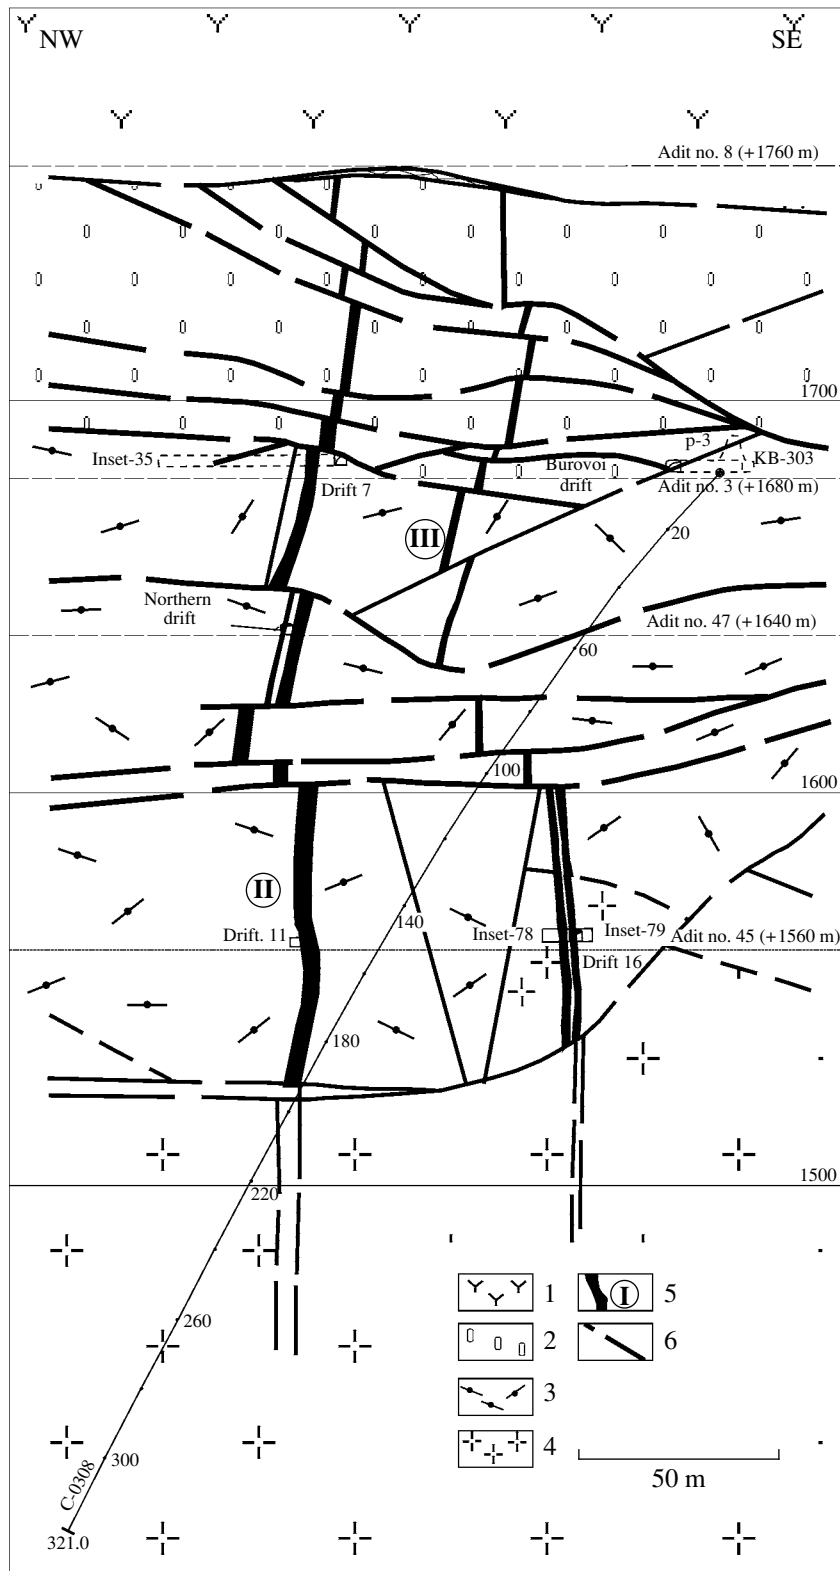 NW
SE
Adit no. 8 (+1760 m)
1700
p-3
Inset-35
Burovoi
drift
KB-303
Drift 7
Adit no. 3 (+1680 m)
20
III
Northern
drift
Adit no. 47 (+1640 m)
60
100
1600
II
140
Drift. 11
Inset-78
Inset-79
Adit no. 45 (+1560 m)
Drift 16
180
1500
220
260
300
C-0308
321.0
1
2
3
4
I
5
6
50 m